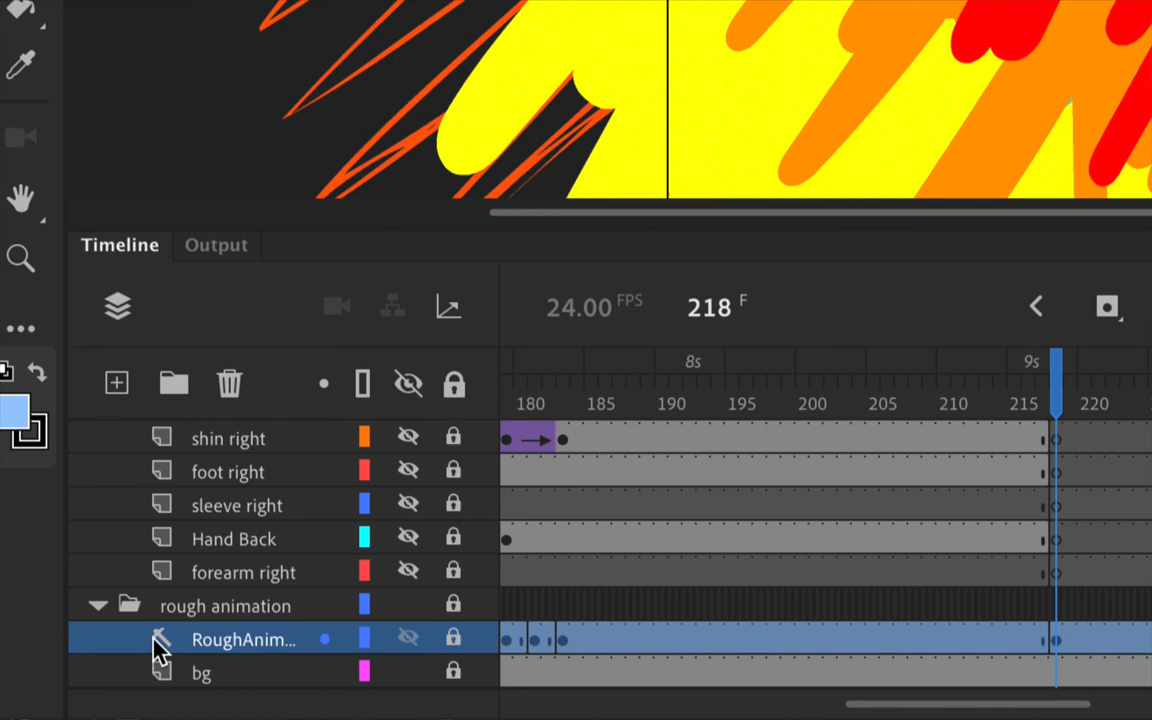 Timeline Output
24.00 FPS 218 F
8s 9s
180 185 190 195 200 205 210 215 220
shin right
foot right
sleeve right
Hand Back
forearm right
rough animation
RoughAnim...
bg